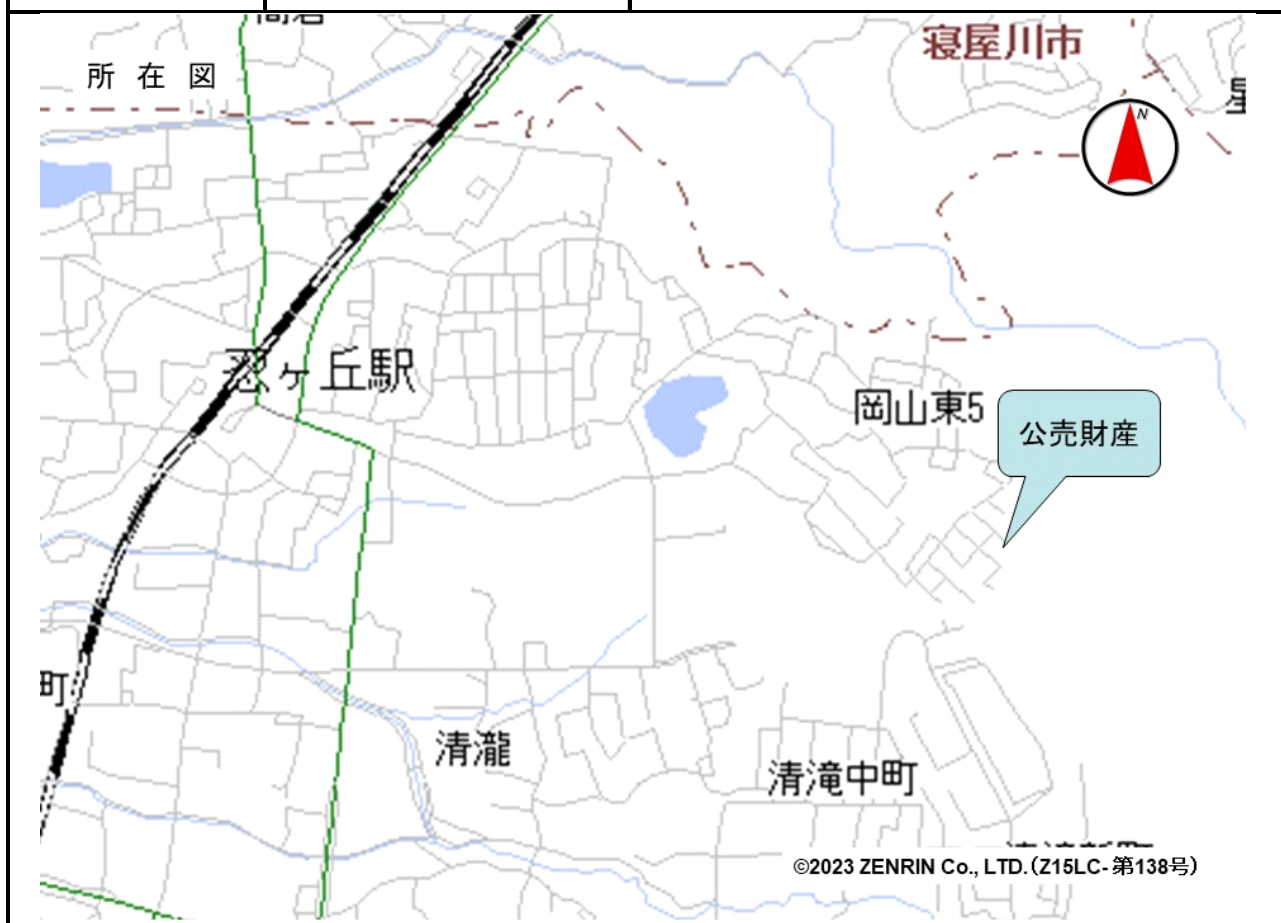 所在図
寝屋川市
N
忍ヶ丘駅
岡山東5
公売財産
町
清瀧
清滝中町
©2023 ZENRIN Co., LTD.(Z15LC-第138号)